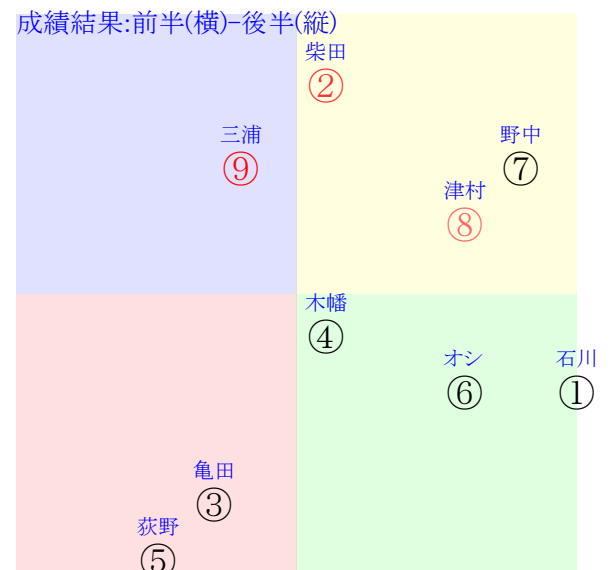 成績結果:前半(横)-後半(縦)
柴田
②
三浦
⑨
野中
⑦
津村
⑧
木幡
④
オシ
⑥
石川
①
亀田
③
荻野
⑤